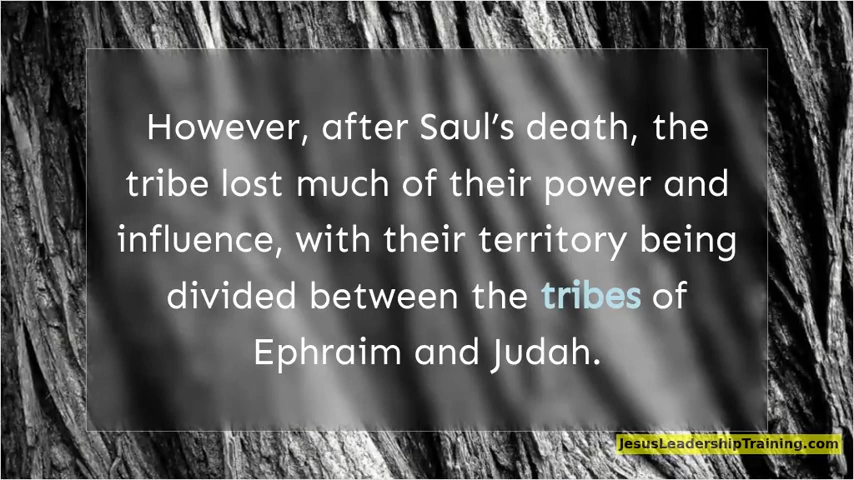 However, after Saul’s death, the
tribe lost much of their power and
influence, with their territory being
divided between the tribes of
Ephraim and Judah.
JesusLeadershipTraining.com